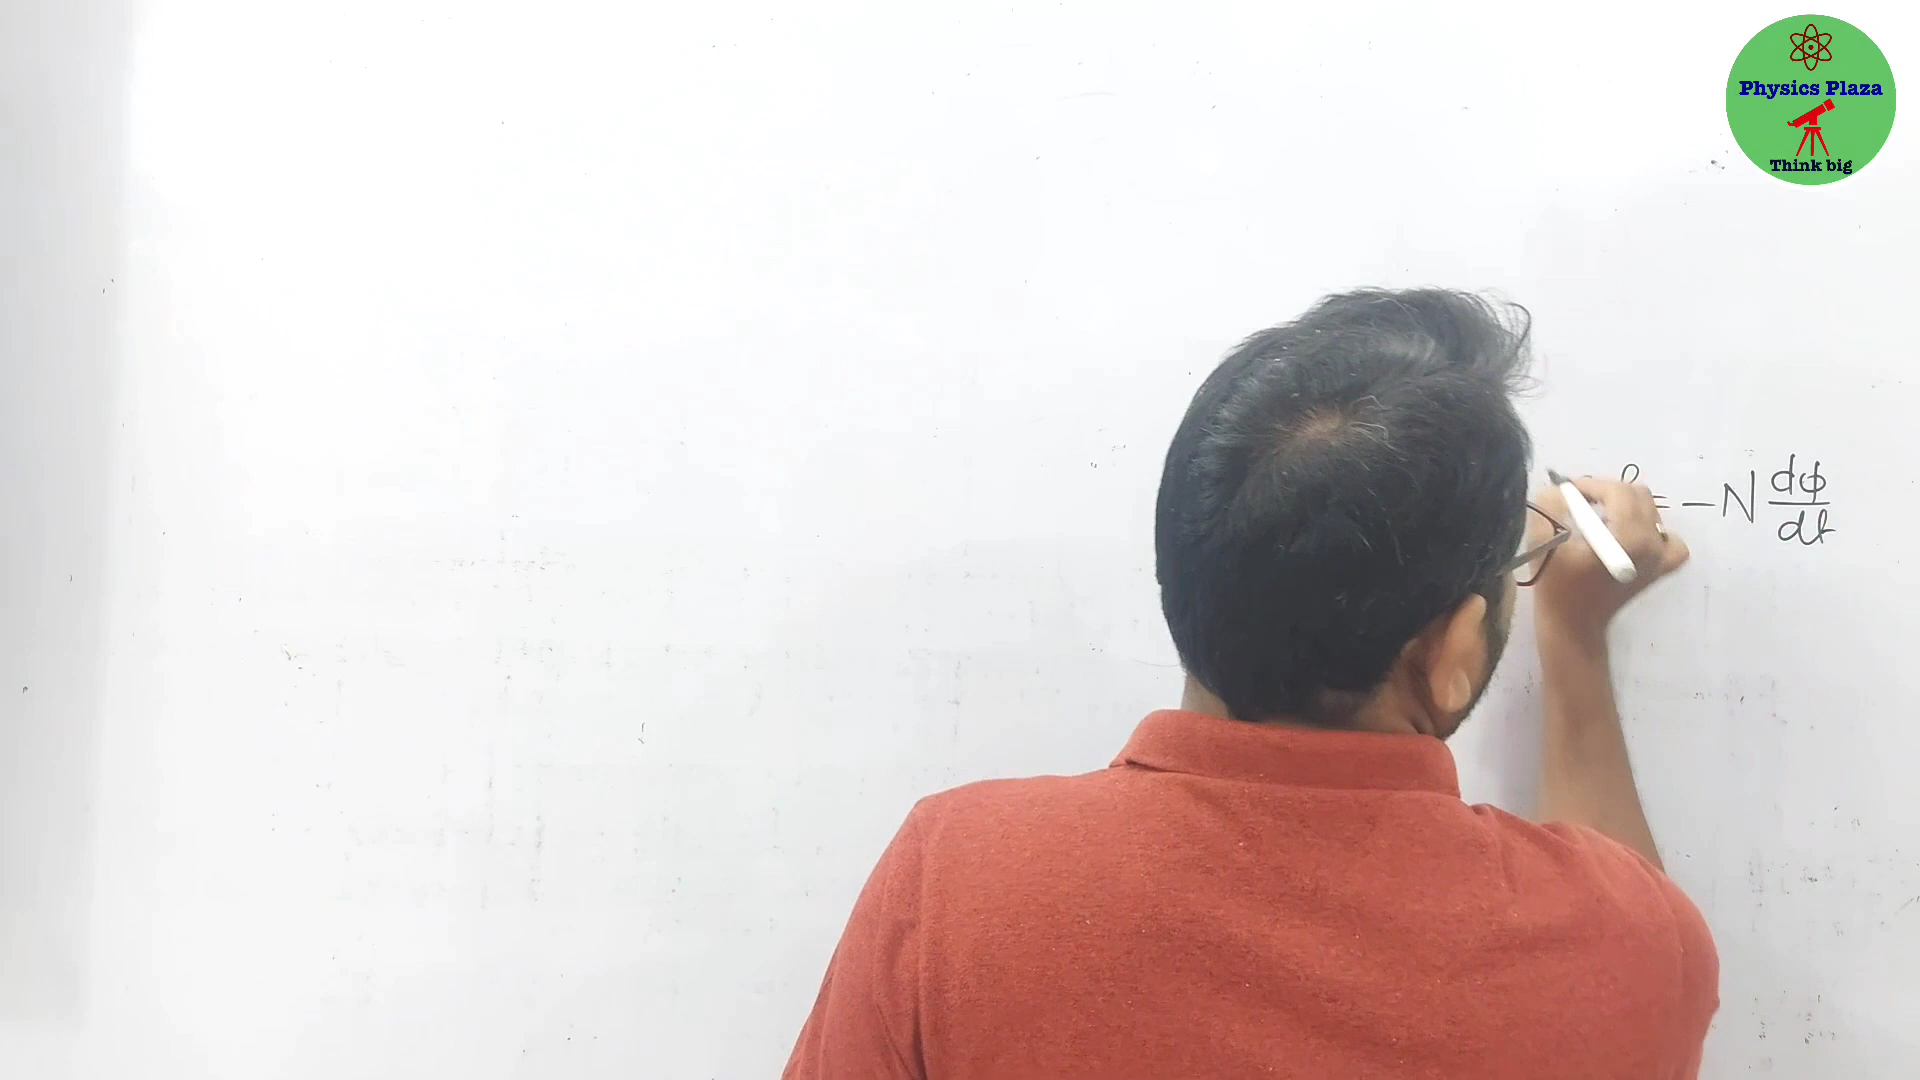 Physics Plaza
Think big
= -N dφ/dt